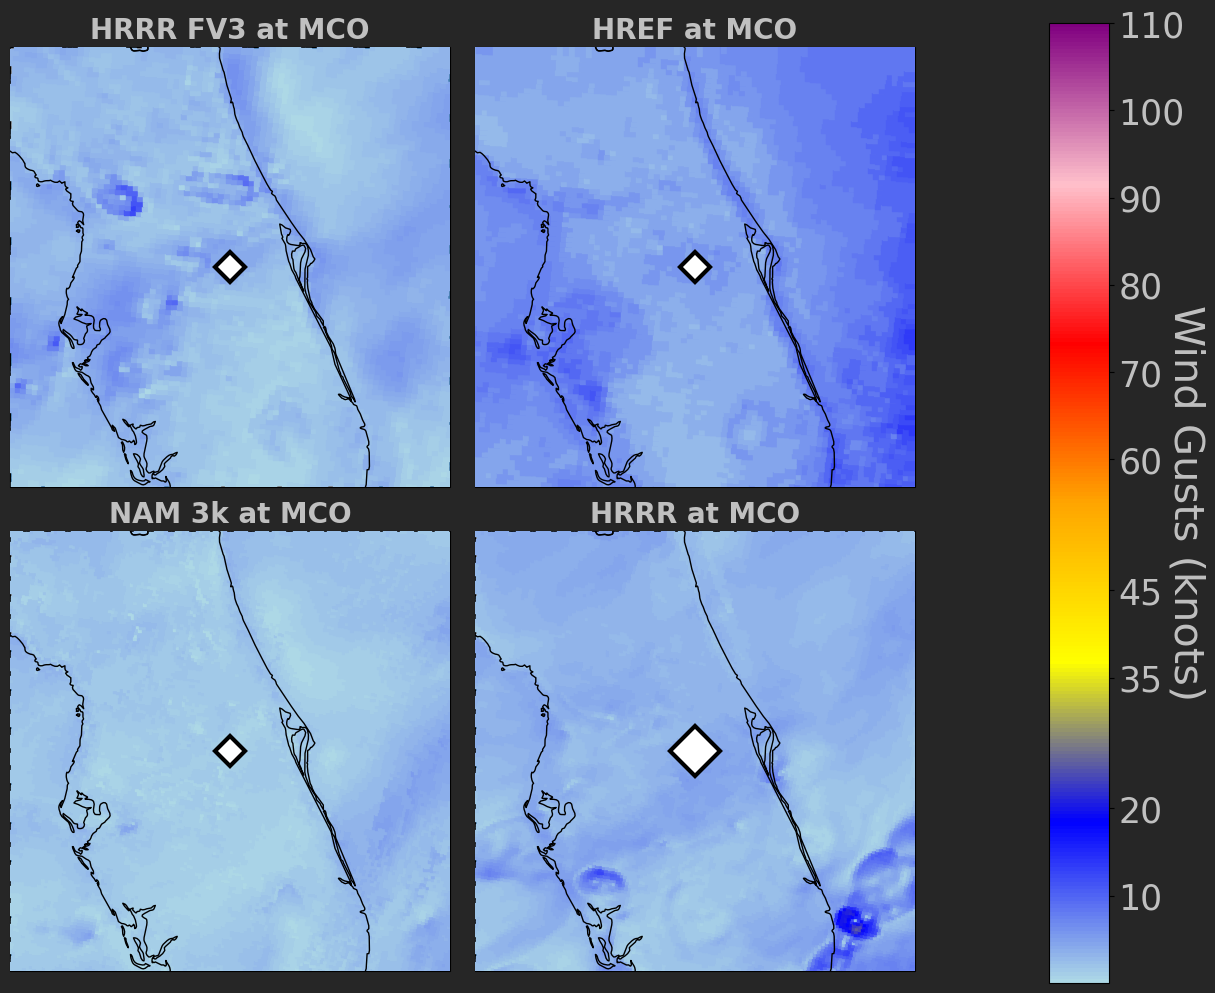 HRRR FV3 at MCO
HREF at MCO
NAM 3k at MCO
HRRR at MCO
110
100
90
80
70
60
45
35
20
10
Wind Gusts (knots)